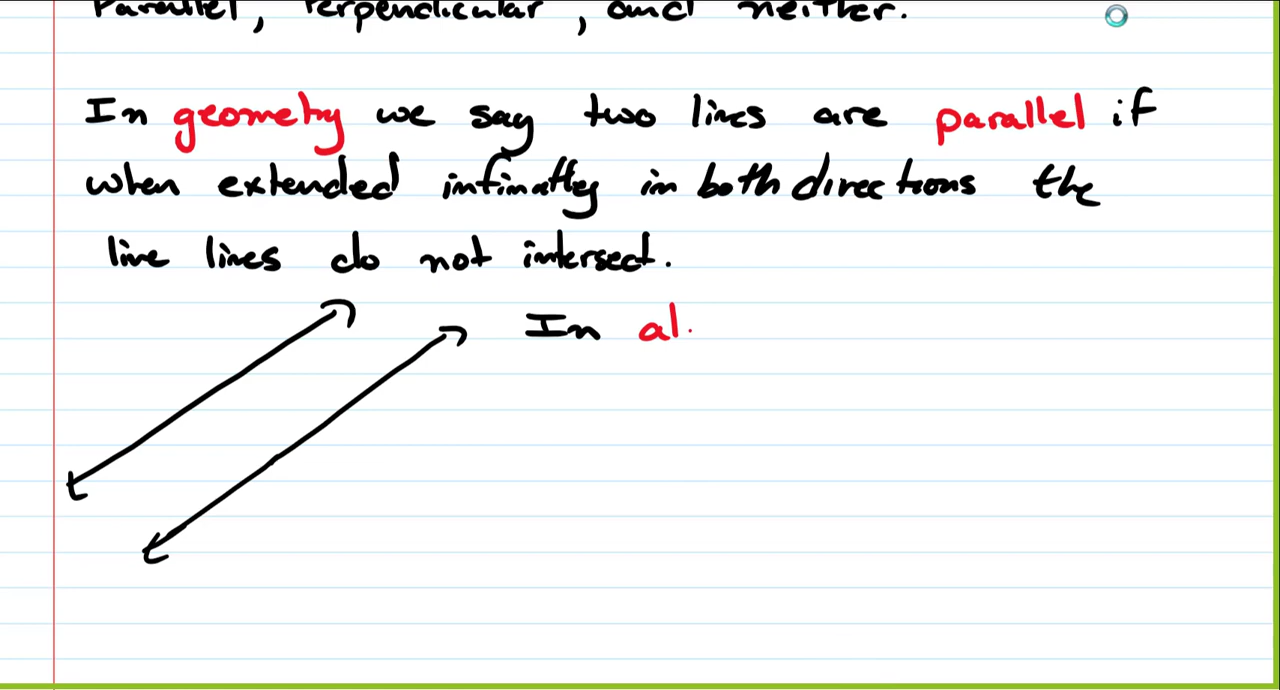 Parallel, Perpendicular, and neither.
In geometry we say two lines are parallel if
when extended infinatly in both directions the
line lines do not intersect.
In al